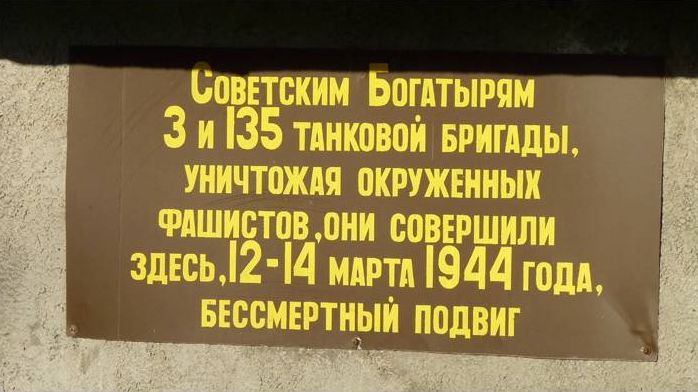 Советским Богатырям
3 и 135 танковой бригады,
уничтожая окруженных
фашистов,они совершили
здесь,12-14 марта 1944 года,
бессмертный подвиг